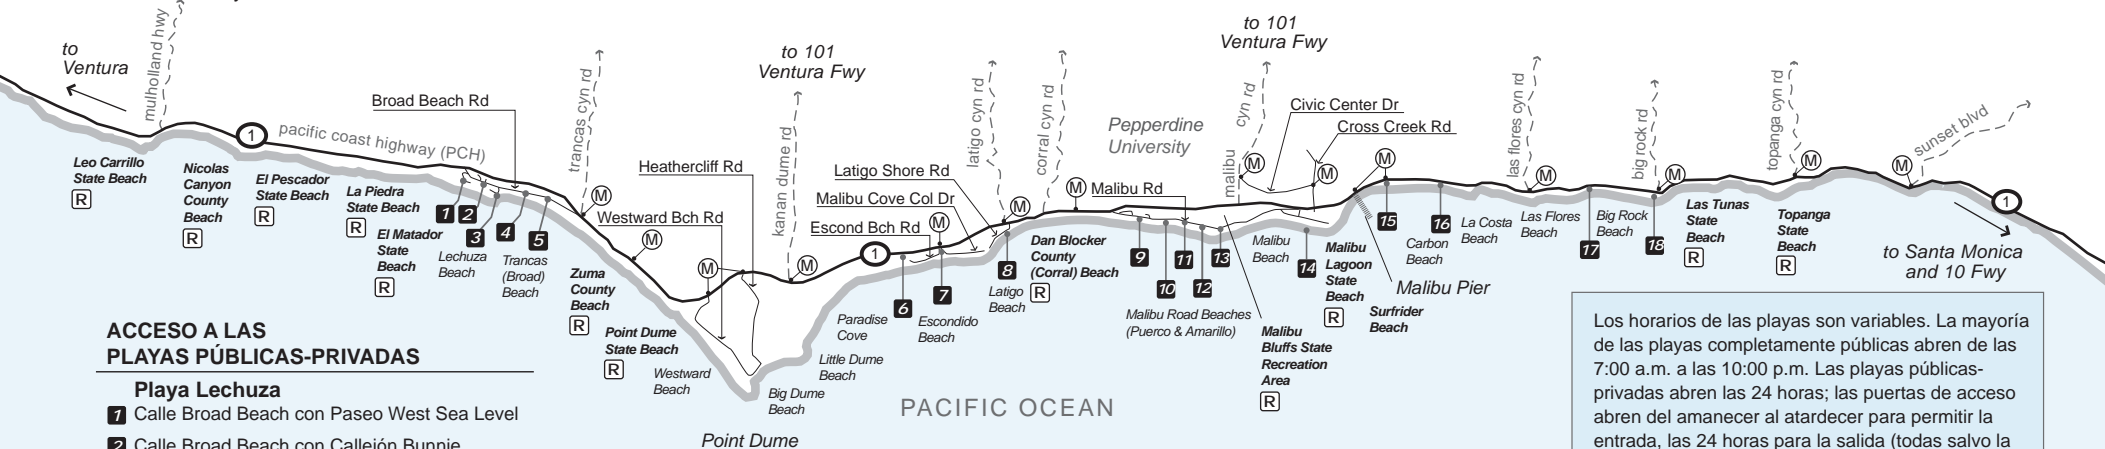 to
Ventura
mulholland hwy
1
pacific coast highway (PCH)
Broad Beach Rd
trancas cyn rd
to 101
Ventura Fwy
kanan dume rd
Heathercliff Rd
Westward Bch Rd
Latigo Shore Rd
Malibu Cove Col Dr
Escond Bch Rd
1
latigo cyn rd
corral cyn rd
Pepperdine
University
Malibu Rd
to 101
Ventura Fwy
malibu cyn rd
Civic Center Dr
Cross Creek Rd
las flores cyn rd
big rock rd
topanga cyn rd
sunset blvd
1
to Santa Monica
and 10 Fwy
M
M
M
M
M
M
M
M
M
M
M
M
M
M
Leo Carrillo
State Beach
R
Nicolas
Canyon
County
Beach
R
El Pescador
State Beach
R
La Piedra
State Beach
R
El Matador
State
Beach
R
1 2
3
4
5
Lechuza
Beach
Trancas
(Broad)
Beach
Zuma
County
Beach
R
Point Dume
State Beach
R
Westward
Beach
Point Dume
Big Dume
Beach
Little Dume
Beach
Paradise
Cove
6
7
Escondido
Beach
8
Latigo
Beach
Dan Blocker
County
(Corral) Beach
R
9
10
11
12
13
Malibu Road Beaches
(Puerco & Amarillo)
Malibu
Bluffs State
Recreation
Area
R
Malibu
Beach
14
Malibu
Lagoon
State
Beach
R
Malibu Pier
Surfrider
Beach
15
16
Carbon
Beach
La Costa
Beach
Las Flores
Beach
17
Big Rock
Beach
18
Las Tunas
State
Beach
R
Topanga
State
Beach
R
PACIFIC OCEAN
ACCESO A LAS
PLAYAS PÚBLICAS-PRIVADAS
Playa Lechuza
1 Calle Broad Beach con Paseo West Sea Level
2 Calle Broad Beach con Callejón Bunnie
Los horarios de las playas son variables. La mayoría
de las playas completamente públicas abren de las
7:00 a.m. a las 10:00 p.m. Las playas públicas-
privadas abren las 24 horas; las puertas de acceso
abren del amanecer al atardecer para permitir la
entrada, las 24 horas para la salida (todas salvo la